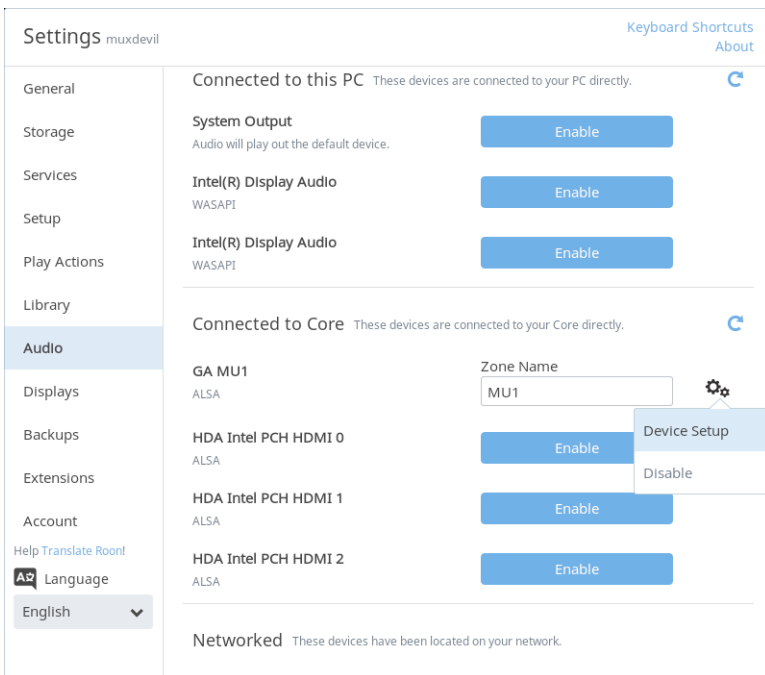 Settings muxdevil
Keyboard Shortcuts
About
General
Storage
Services
Setup
Play Actions
Library
Audio
Displays
Backups
Extensions
Account
Help Translate Roon!
Language
English
Connected to this PC These devices are connected to your PC directly.
System Output
Audio will play out the default device.
Enable
Intel(R) Display Audio
WASAPI
Enable
Intel(R) Display Audio
WASAPI
Enable
Connected to Core These devices are connected to your Core directly.
GA MU1
ALSA
Zone Name
MU1
Device Setup
Disable
HDA Intel PCH HDMI 0
ALSA
Enable
HDA Intel PCH HDMI 1
ALSA
Enable
HDA Intel PCH HDMI 2
ALSA
Enable
Networked These devices have been located on your network.